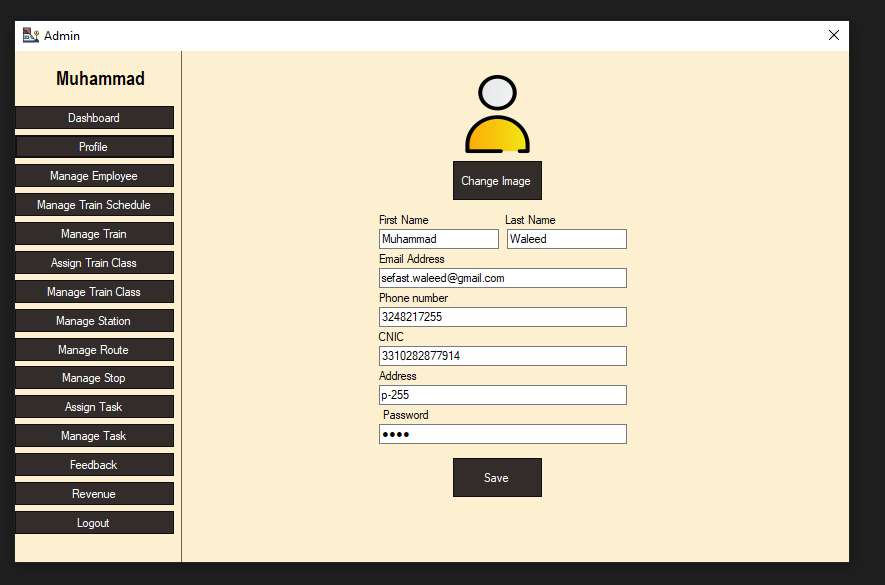 Admin
Muhammad
Dashboard
Profile
Manage Employee
Manage Train Schedule
Manage Train
Assign Train Class
Manage Train Class
Manage Station
Manage Route
Manage Stop
Assign Task
Manage Task
Feedback
Revenue
Logout
Change Image
First Name Last Name
Muhammad Waleed
Email Address
sefast.waleed@gmail.com
Phone number
3248217255
CNIC
3310282877914
Address
p-255
Password
●●●●
Save